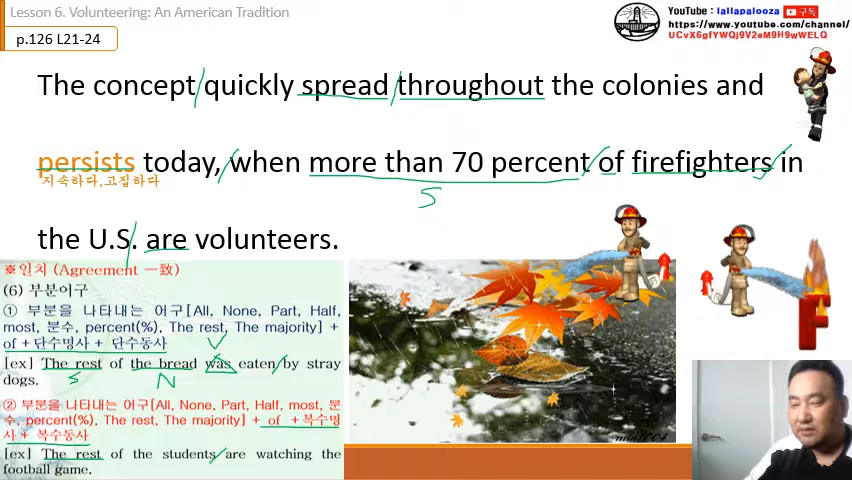 Lesson 6. Volunteering: An American Tradition
p.126 L21-24
YouTube : lallapalooza 구독
https://www.youtube.com/channel/
UCvX6gfYWQj9V2eM9H9wWELQ
The concept quickly spread throughout the colonies and
persists today, when more than 70 percent of firefighters in
지속하다,고집하다
S
the U.S. are volunteers.
※일치 (Agreement 一致)
(6) 부분어구
① 부분을 나타내는 어구[All, None, Part, Half,
most, 분수, percent(%), The rest, The majority] +
of + 단수명사 + 단수동사
V
[ex] The rest of the bread was eaten by stray
S N
dogs.
② 부분을 나타내는 어구[All, None, Part, Half, most, 분
수, percent(%), The rest, The majority] + of +복수명
사 + 복수동사
[ex] The rest of the students are watching the
football game.
nila1004
F